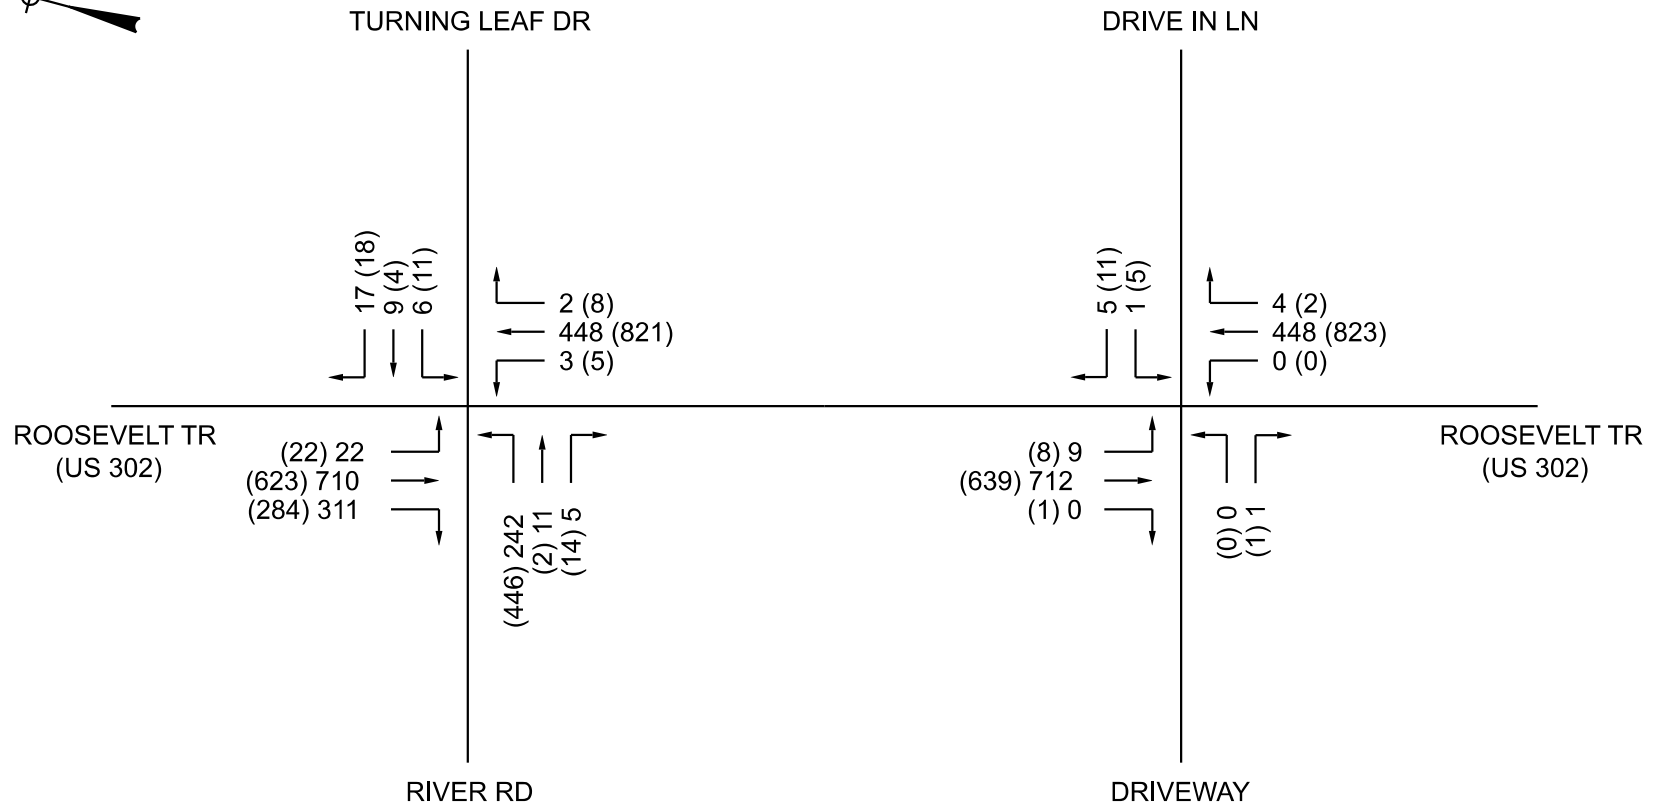 TURNING LEAF DR
DRIVE IN LN
17 (18)
9 (4)
6 (11)
2 (8)
448 (821)
3 (5)
5 (11)
1 (5)
4 (2)
448 (823)
0 (0)
ROOSEVELT TR
(US 302)
(22) 22
(623) 710
(284) 311
(446) 242
(2) 11
(14) 5
(8) 9
(639) 712
(1) 0
(0) 0
(1) 1
ROOSEVELT TR
(US 302)
RIVER RD
DRIVEWAY